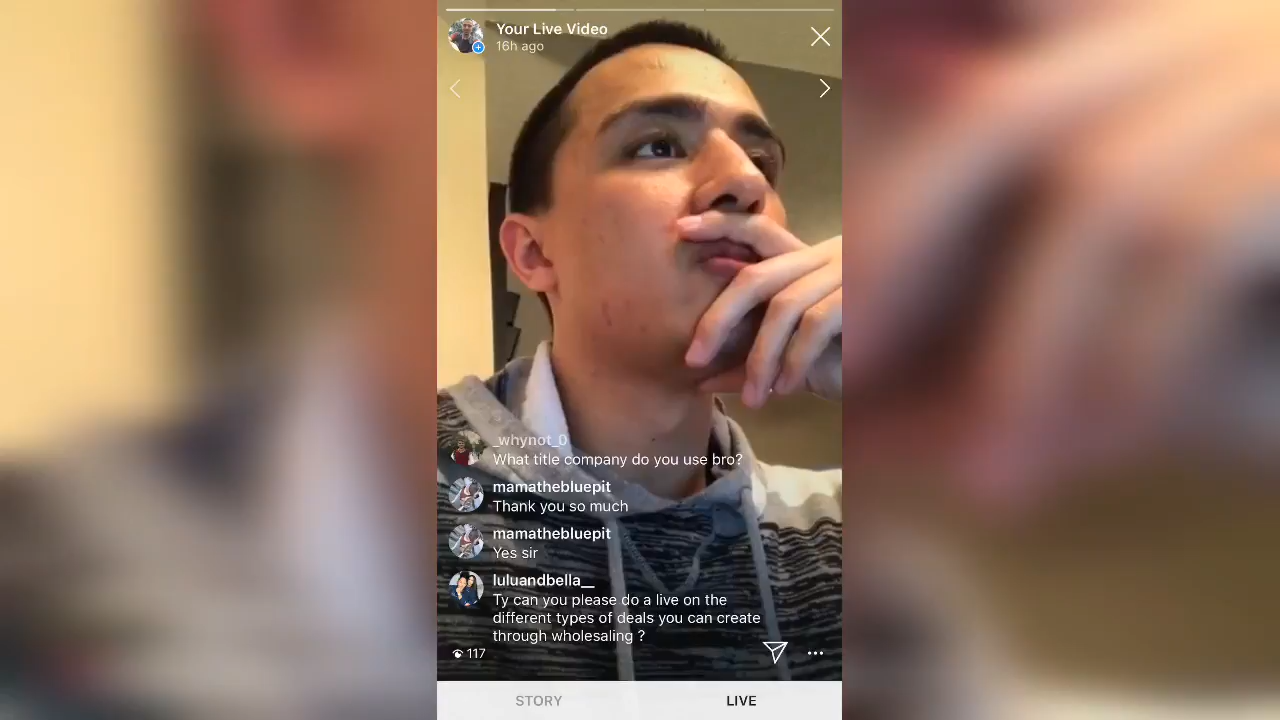 Your Live Video
16h ago
_whynot_0
What title company do you use bro?
mamathebluepit
Thank you so much
mamathebluepit
Yes sir
luluandbella__
Ty can you please do a live on the
different types of deals you can create
through wholesaling ?
117
STORY
LIVE